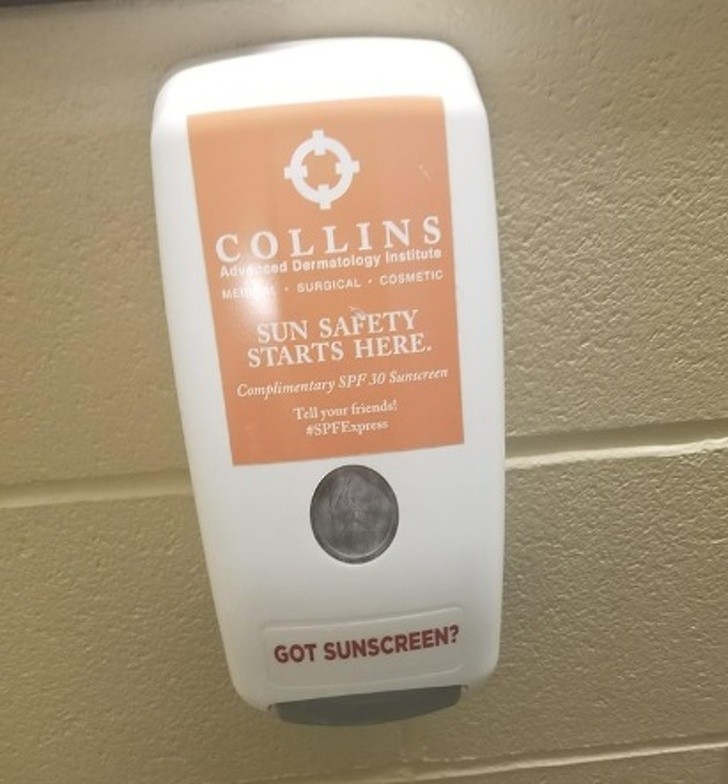 COLLINS
Advanced Dermatology Institute
MEDICAL · SURGICAL · COSMETIC
SUN SAFETY
STARTS HERE.
Complimentary SPF 30 Sunscreen
Tell your friends!
#SPFExpress
GOT SUNSCREEN?